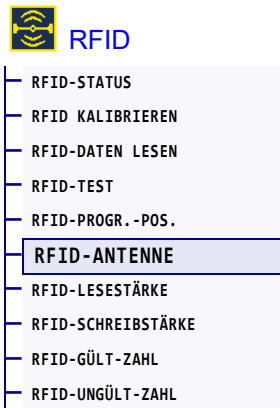 RFID
RFID-STATUS
RFID KALIBRIEREN
RFID-DATEN LESEN
RFID-TEST
RFID-PROGR.-POS.
RFID-ANTENNE
RFID-LESESTÄRKE
RFID-SCHREIBSTÄRKE
RFID-GÜLT-ZAHL
RFID-UNGÜLT-ZAHL